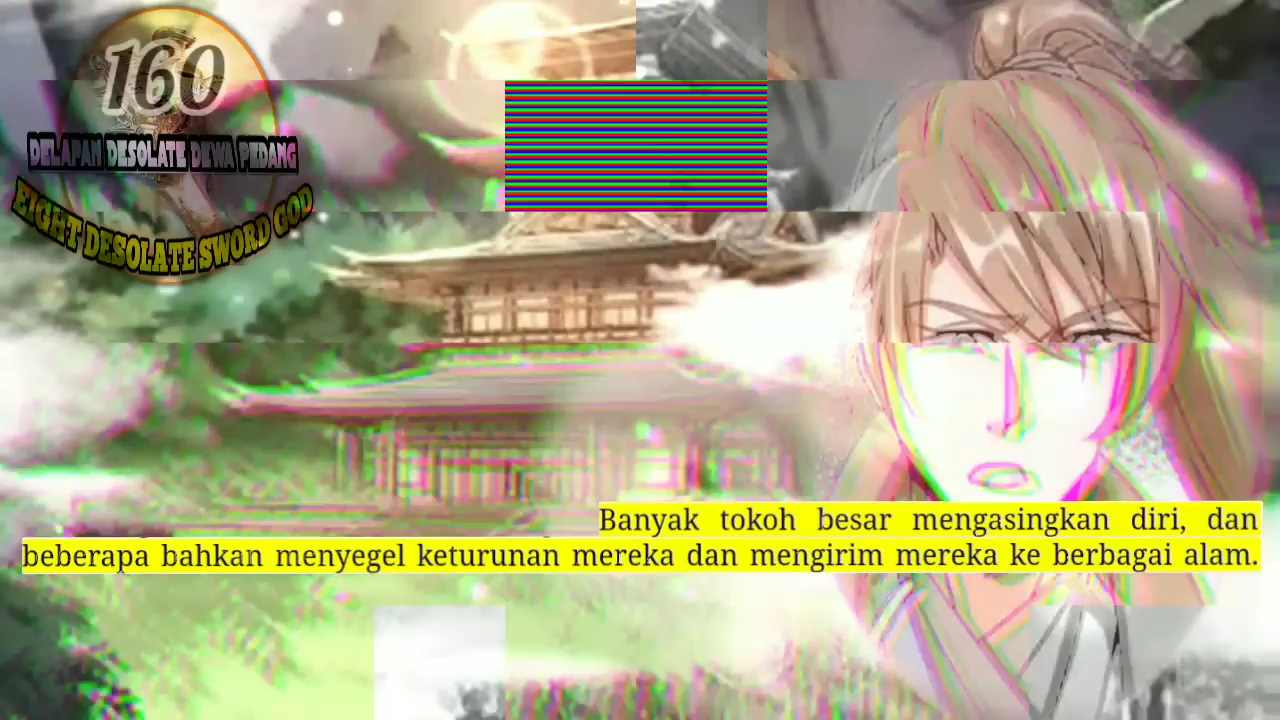 160
DELAPAN DESOLATE DEWA PEDANG
EIGHT DESOLATE SWORD GOD
Banyak tokoh besar mengasingkan diri, dan
beberapa bahkan menyegel keturunan mereka dan mengirim mereka ke berbagai alam.